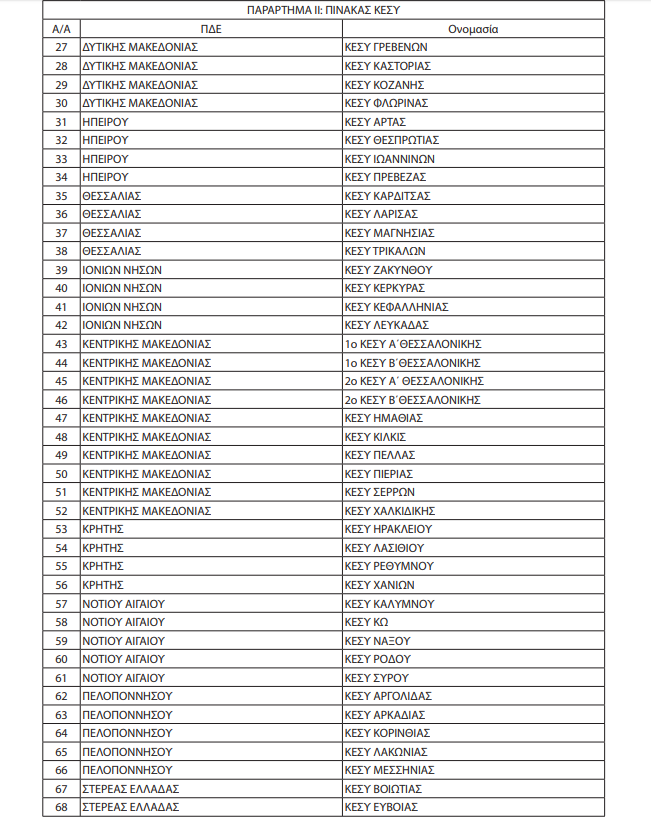 ΠΑΡΑΡΤΗΜΑ ΙΙ: ΠΙΝΑΚΑΣ ΚΕΣΥ
Α/Α ΠΔΕ Ονομασία
27 ΔΥΤΙΚΗΣ ΜΑΚΕΔΟΝΙΑΣ ΚΕΣΥ ΓΡΕΒΕΝΩΝ
28 ΔΥΤΙΚΗΣ ΜΑΚΕΔΟΝΙΑΣ ΚΕΣΥ ΚΑΣΤΟΡΙΑΣ
29 ΔΥΤΙΚΗΣ ΜΑΚΕΔΟΝΙΑΣ ΚΕΣΥ ΚΟΖΑΝΗΣ
30 ΔΥΤΙΚΗΣ ΜΑΚΕΔΟΝΙΑΣ ΚΕΣΥ ΦΛΩΡΙΝΑΣ
31 ΗΠΕΙΡΟΥ ΚΕΣΥ ΑΡΤΑΣ
32 ΗΠΕΙΡΟΥ ΚΕΣΥ ΘΕΣΠΡΩΤΙΑΣ
33 ΗΠΕΙΡΟΥ ΚΕΣΥ ΙΩΑΝΝΙΝΩΝ
34 ΗΠΕΙΡΟΥ ΚΕΣΥ ΠΡΕΒΕΖΑΣ
35 ΘΕΣΣΑΛΙΑΣ ΚΕΣΥ ΚΑΡΔΙΤΣΑΣ
36 ΘΕΣΣΑΛΙΑΣ ΚΕΣΥ ΛΑΡΙΣΑΣ
37 ΘΕΣΣΑΛΙΑΣ ΚΕΣΥ ΜΑΓΝΗΣΙΑΣ
38 ΘΕΣΣΑΛΙΑΣ ΚΕΣΥ ΤΡΙΚΑΛΩΝ
39 ΙΟΝΙΩΝ ΝΗΣΩΝ ΚΕΣΥ ΖΑΚΥΝΘΟΥ
40 ΙΟΝΙΩΝ ΝΗΣΩΝ ΚΕΣΥ ΚΕΡΚΥΡΑΣ
41 ΙΟΝΙΩΝ ΝΗΣΩΝ ΚΕΣΥ ΚΕΦΑΛΛΗΝΙΑΣ
42 ΙΟΝΙΩΝ ΝΗΣΩΝ ΚΕΣΥ ΛΕΥΚΑΔΑΣ
43 ΚΕΝΤΡΙΚΗΣ ΜΑΚΕΔΟΝΙΑΣ 1ο ΚΕΣΥ Α΄ΘΕΣΣΑΛΟΝΙΚΗΣ
44 ΚΕΝΤΡΙΚΗΣ ΜΑΚΕΔΟΝΙΑΣ 1ο ΚΕΣΥ Β΄ΘΕΣΣΑΛΟΝΙΚΗΣ
45 ΚΕΝΤΡΙΚΗΣ ΜΑΚΕΔΟΝΙΑΣ 2ο ΚΕΣΥ Α΄ ΘΕΣΣΑΛΟΝΙΚΗΣ
46 ΚΕΝΤΡΙΚΗΣ ΜΑΚΕΔΟΝΙΑΣ 2ο ΚΕΣΥ Β΄ΘΕΣΣΑΛΟΝΙΚΗΣ
47 ΚΕΝΤΡΙΚΗΣ ΜΑΚΕΔΟΝΙΑΣ ΚΕΣΥ ΗΜΑΘΙΑΣ
48 ΚΕΝΤΡΙΚΗΣ ΜΑΚΕΔΟΝΙΑΣ ΚΕΣΥ ΚΙΛΚΙΣ
49 ΚΕΝΤΡΙΚΗΣ ΜΑΚΕΔΟΝΙΑΣ ΚΕΣΥ ΠΕΛΛΑΣ
50 ΚΕΝΤΡΙΚΗΣ ΜΑΚΕΔΟΝΙΑΣ ΚΕΣΥ ΠΙΕΡΙΑΣ
51 ΚΕΝΤΡΙΚΗΣ ΜΑΚΕΔΟΝΙΑΣ ΚΕΣΥ ΣΕΡΡΩΝ
52 ΚΕΝΤΡΙΚΗΣ ΜΑΚΕΔΟΝΙΑΣ ΚΕΣΥ ΧΑΛΚΙΔΙΚΗΣ
53 ΚΡΗΤΗΣ ΚΕΣΥ ΗΡΑΚΛΕΙΟΥ
54 ΚΡΗΤΗΣ ΚΕΣΥ ΛΑΣΙΘΙΟΥ
55 ΚΡΗΤΗΣ ΚΕΣΥ ΡΕΘΥΜΝΟΥ
56 ΚΡΗΤΗΣ ΚΕΣΥ ΧΑΝΙΩΝ
57 ΝΟΤΙΟΥ ΑΙΓΑΙΟΥ ΚΕΣΥ ΚΑΛΥΜΝΟΥ
58 ΝΟΤΙΟΥ ΑΙΓΑΙΟΥ ΚΕΣΥ ΚΩ
59 ΝΟΤΙΟΥ ΑΙΓΑΙΟΥ ΚΕΣΥ ΝΑΞΟΥ
60 ΝΟΤΙΟΥ ΑΙΓΑΙΟΥ ΚΕΣΥ ΡΟΔΟΥ
61 ΝΟΤΙΟΥ ΑΙΓΑΙΟΥ ΚΕΣΥ ΣΥΡΟΥ
62 ΠΕΛΟΠΟΝΝΗΣΟΥ ΚΕΣΥ ΑΡΓΟΛΙΔΑΣ
63 ΠΕΛΟΠΟΝΝΗΣΟΥ ΚΕΣΥ ΑΡΚΑΔΙΑΣ
64 ΠΕΛΟΠΟΝΝΗΣΟΥ ΚΕΣΥ ΚΟΡΙΝΘΙΑΣ
65 ΠΕΛΟΠΟΝΝΗΣΟΥ ΚΕΣΥ ΛΑΚΩΝΙΑΣ
66 ΠΕΛΟΠΟΝΝΗΣΟΥ ΚΕΣΥ ΜΕΣΣΗΝΙΑΣ
67 ΣΤΕΡΕΑΣ ΕΛΛΑΔΑΣ ΚΕΣΥ ΒΟΙΩΤΙΑΣ
68 ΣΤΕΡΕΑΣ ΕΛΛΑΔΑΣ ΚΕΣΥ ΕΥΒΟΙΑΣ